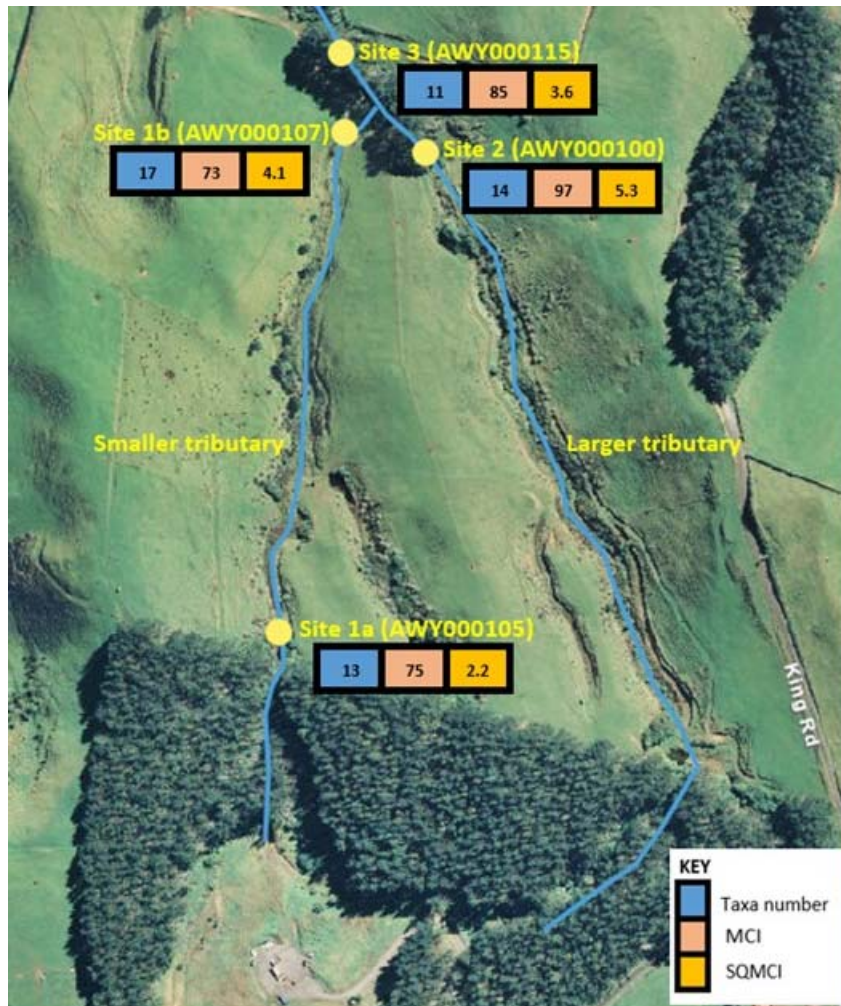 Site 3 (AWY000115)
11 85 3.6
Site 1b (AWY000107)
17 73 4.1
Site 2 (AWY000100)
14 97 5.3
Smaller tributary
Larger tributary
Site 1a (AWY000105)
13 75 2.2
King Rd
KEY
Taxa number
MCI
SQMCI